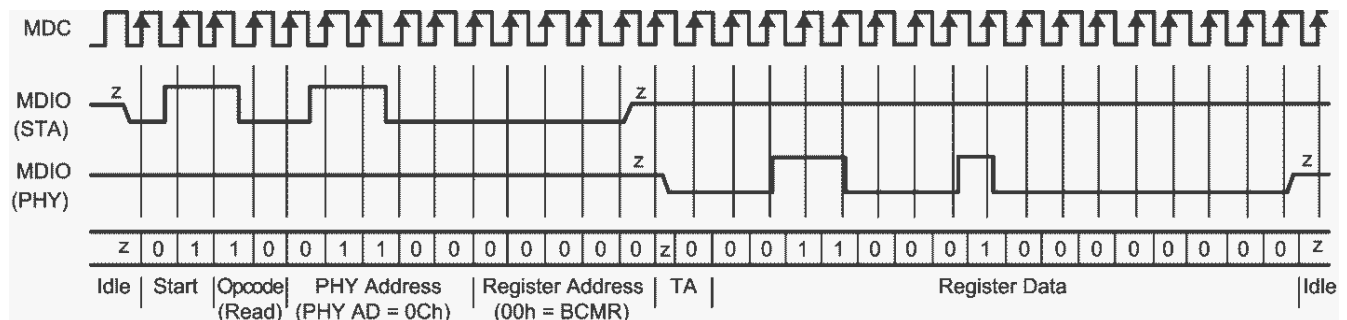 MDC
z z
MDIO
(STA)
z z
MDIO
(PHY)
z 0 1 1 0 0 1 1 0 0 0 0 0 0 0 z 0 0 0 1 1 0 0 0 1 0 0 0 0 0 0 0 0 z
Idle Start Opcode PHY Address Register Address TA Register Data Idle
(Read) (PHY AD = 0Ch) (00h = BCMR)